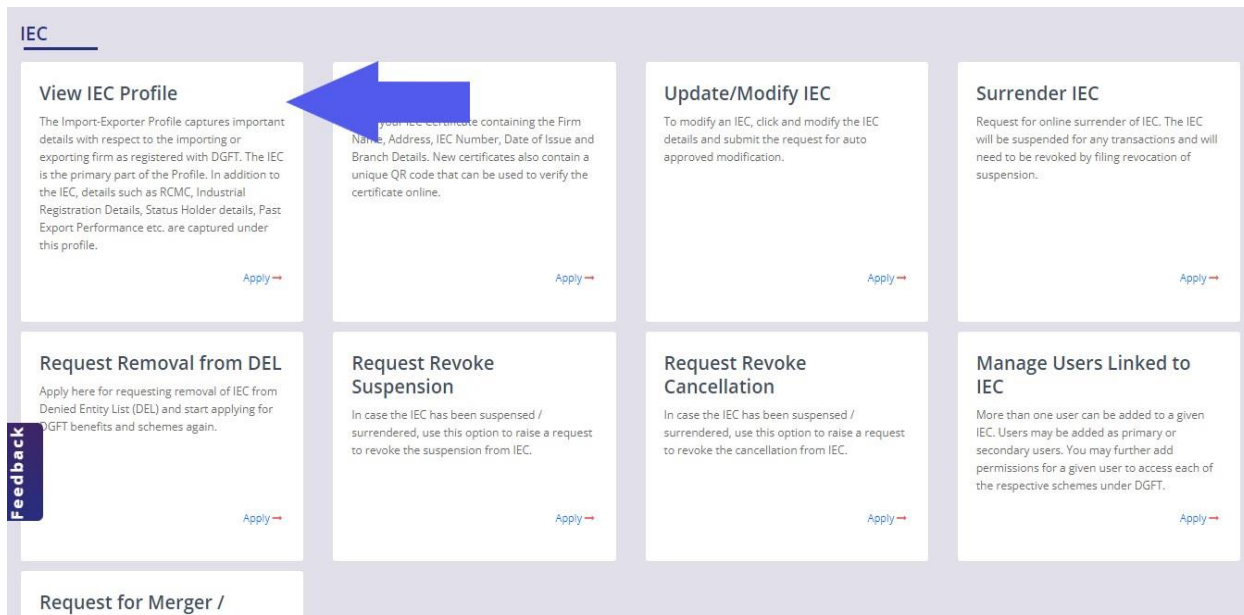 IEC
View IEC Profile
The Import-Exporter Profile captures important
details with respect to the importing or
exporting firm as registered with DGFT. The IEC
is the primary part of the Profile. In addition to
the IEC, details such as RCMC, Industrial
Registration Details, Status Holder details, Past
Export Performance etc. are captured under
this profile.
Apply
your IEC Certificate containing the Firm
Name, Address, IEC Number, Date of Issue and
Branch Details. New certificates also contain a
unique QR code that can be used to verify the
certificate online.
Apply
Update/Modify IEC
To modify an IEC, click and modify the IEC
details and submit the request for auto
approved modification.
Apply
Surrender IEC
Request for online surrender of IEC. The IEC
will be suspended for any transactions and will
need to be revoked by filing revocation of
suspension.
Apply
Request Removal from DEL
Apply here for requesting removal of IEC from
Denied Entity List (DEL) and start applying for
DGFT benefits and schemes again.
Apply
Request Revoke
Suspension
In case the IEC has been suspended /
surrendered, use this option to raise a request
to revoke the suspension from IEC.
Apply
Request Revoke
Cancellation
In case the IEC has been suspended /
surrendered, use this option to raise a request
to revoke the cancellation from IEC.
Apply
Manage Users Linked to
IEC
More than one user can be added to a given
IEC. Users may be added as primary or
secondary users. You may further add
permissions for a given user to access each of
the respective schemes under DGFT.
Apply
Feedback
Request for Merger /